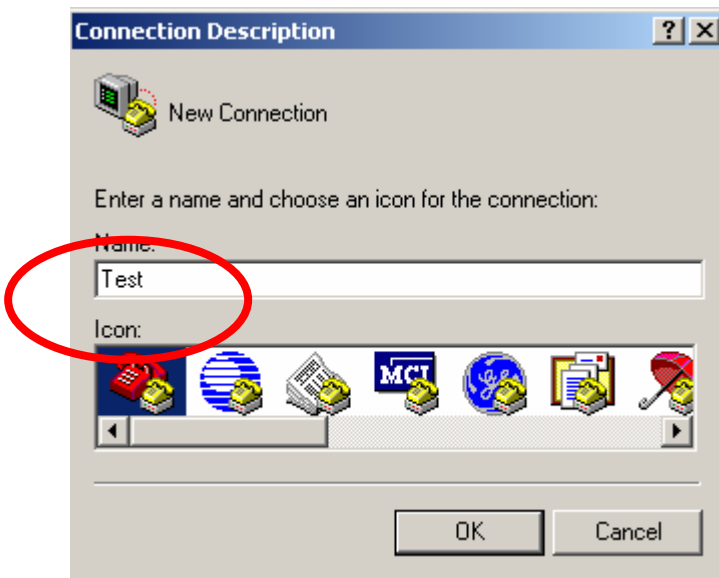 Connection Description
New Connection
Enter a name and choose an icon for the connection:
Name:
Test
Icon:
MCI
OK Cancel